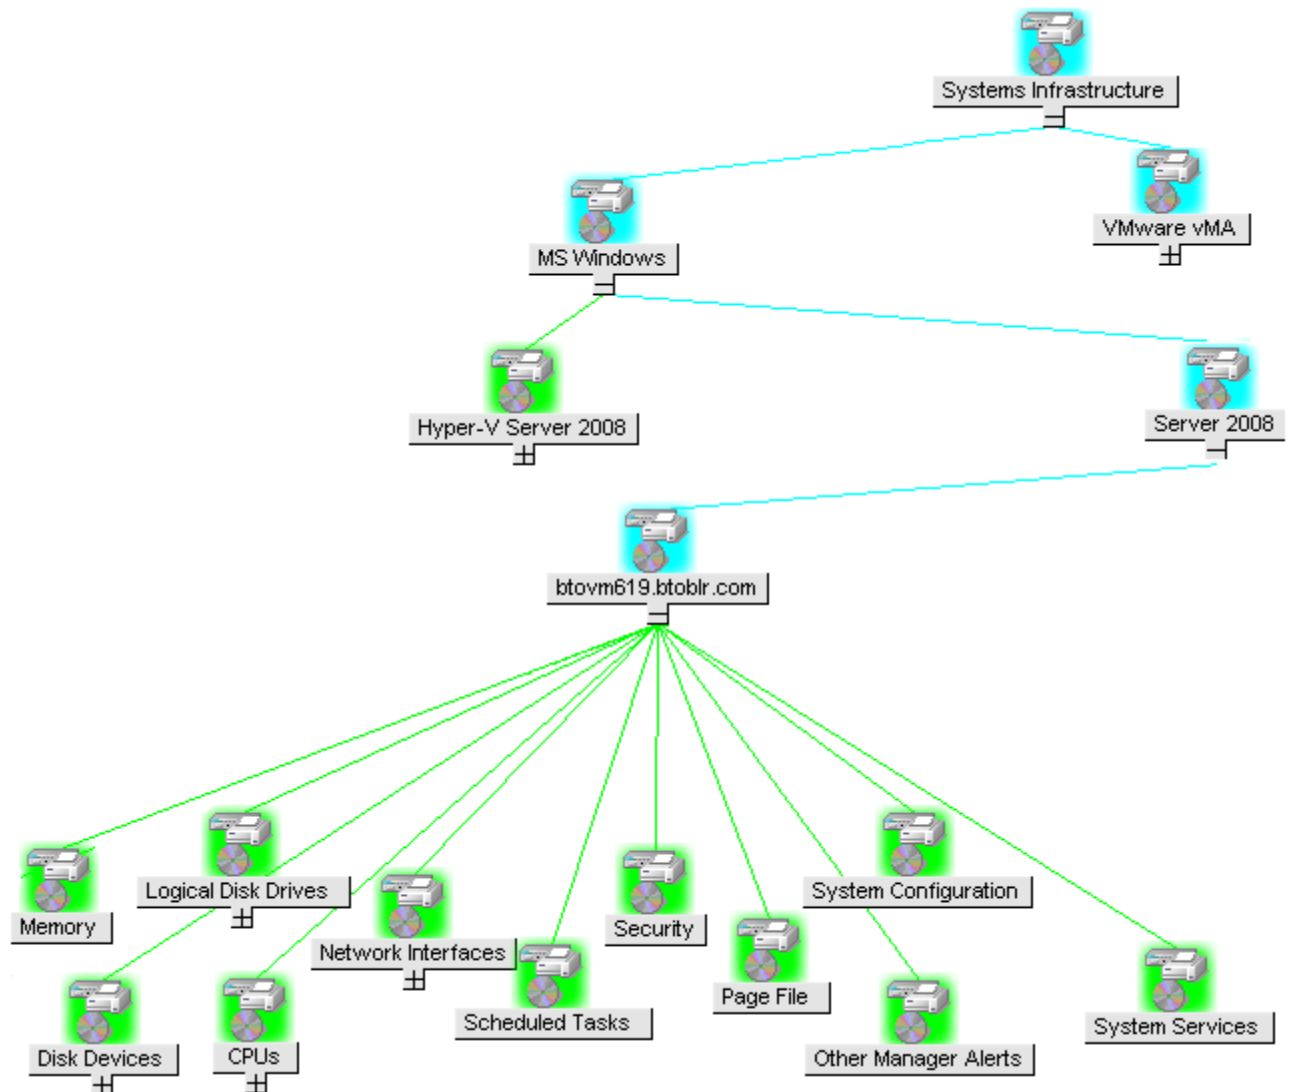 Systems Infrastructure
VMware vMA
MS Windows
Hyper-V Server 2008
Server 2008
btovm619.btoblr.com
Memory
Logical Disk Drives
Network Interfaces
Security
System Configuration
Disk Devices
CPUs
Scheduled Tasks
Page File
Other Manager Alerts
System Services